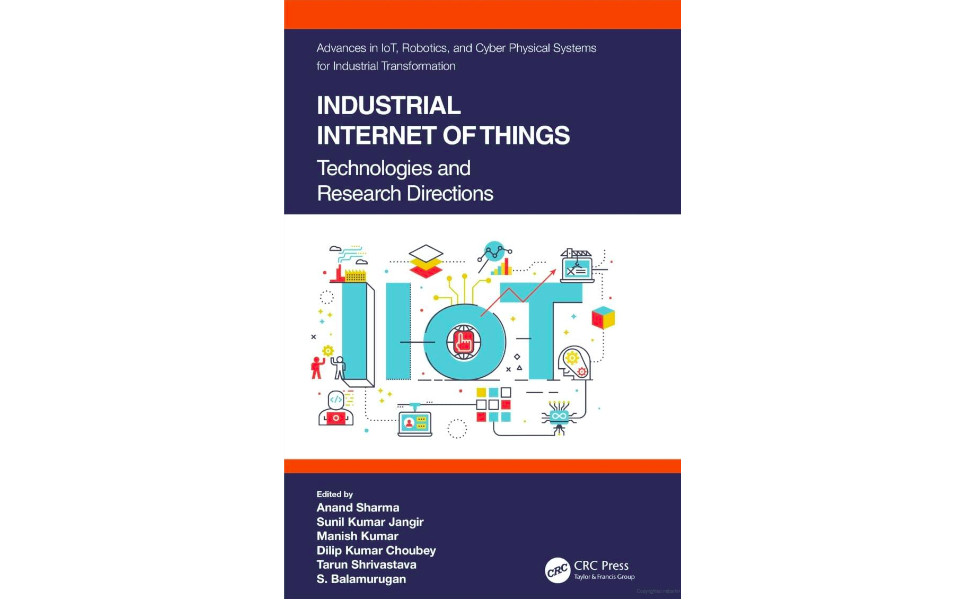 Advances in IoT, Robotics, and Cyber Physical Systems
for Industrial Transformation
INDUSTRIAL
INTERNET OF THINGS
Technologies and
Research Directions
IIOT
</>
Edited by
Anand Sharma
Sunil Kumar Jangir
Manish Kumar
Dilip Kumar Choubey
Tarun Shrivastava
S. Balamurugan
CRC
CRC Press
Taylor & Francis Group